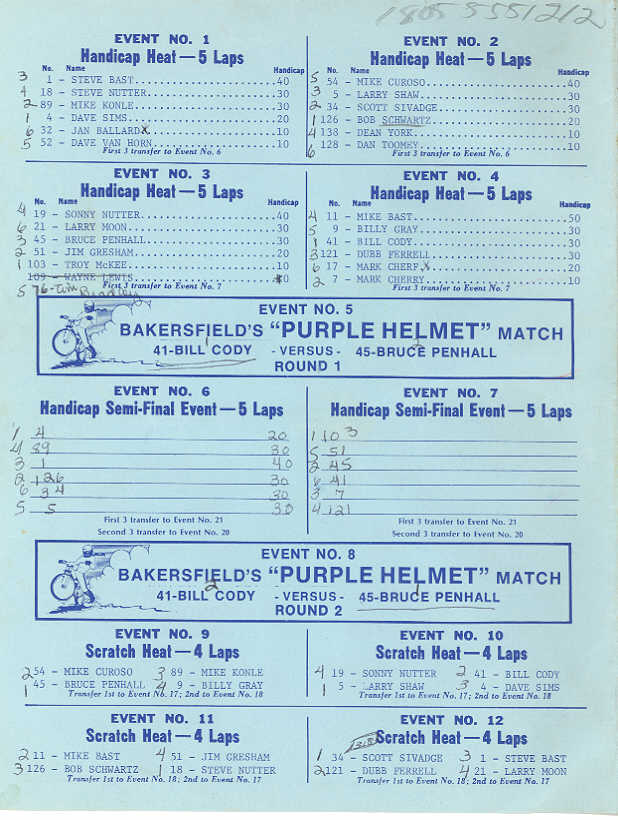 1805 5551212
EVENT NO. 1
Handicap Heat — 5 Laps
No. Name Handicap
3 1 - STEVE BAST 40
4 18 - STEVE NUTTER 30
2 89 - MIKE KONLE 30
1 4 - DAVE SIMS 20
6 32 - JAN BALLARD X 10
5 52 - DAVE VAN HORN 10
First 3 transfer to Event No. 6
EVENT NO. 2
Handicap Heat — 5 Laps
No. Name Handicap
5 54 - MIKE CUROSO 40
3 5 - LARRY SHAW 30
2 34 - SCOTT SIVADGE 30
1 126 - BOB SCHWARTZ 20
4 138 - DEAN YORK 10
6 128 - DAN TOOMEY 10
First 3 transfer to Event No. 6
EVENT NO. 3
Handicap Heat — 5 Laps
No. Name Handicap
4 19 - SONNY NUTTER 40
6 21 - LARRY MOON 30
3 45 - BRUCE PENHALL 30
2 51 - JIM GRESHAM 20
1 103 - TROY McKEE 10
109 - WAYNE LEWIS 0
First 3 transfer to Event No. 7
5 76 - Tim Bradley
EVENT NO. 4
Handicap Heat — 5 Laps
No. Name Handicap
4 11 - MIKE BAST 50
5 9 - BILLY GRAY 30
1 41 - BILL CODY 30
3 121 - DUBB FERRELL 20
6 17 - MARK CHERF X 20
2 7 - MARK CHERRY 10
First 3 transfer to Event No. 7
EVENT NO. 5
BAKERSFIELD'S "PURPLE HELMET" MATCH
1 2
41-BILL CODY - VERSUS - 45-BRUCE PENHALL
ROUND 1
EVENT NO. 6
Handicap Semi-Final Event — 5 Laps
1 4 20
4 89 30
3 1 40
2 126 30
6 34 30
5 5 30
First 3 transfer to Event No. 21
Second 3 transfer to Event No. 20
EVENT NO. 7
Handicap Semi-Final Event — 5 Laps
1 103
5 51
2 45
6 41
3 7
4 121
First 3 transfer to Event No. 21
Second 3 transfer to Event No. 20
EVENT NO. 8
BAKERSFIELD'S "PURPLE HELMET" MATCH
2 1
41-BILL CODY - VERSUS - 45-BRUCE PENHALL
ROUND 2
EVENT NO. 9
Scratch Heat — 4 Laps
2 54 - MIKE CUROSO 3 89 - MIKE KONLE
1 45 - BRUCE PENHALL 4 9 - BILLY GRAY
Transfer 1st to Event No. 17; 2nd to Event No. 18
EVENT NO. 10
Scratch Heat — 4 Laps
4 19 - SONNY NUTTER 2 41 - BILL CODY
1 5 - LARRY SHAW 3 4 - DAVE SIMS
Transfer 1st to Event No. 17; 2nd to Event No. 18
EVENT NO. 11
Scratch Heat — 4 Laps
2 11 - MIKE BAST 4 51 - JIM GRESHAM
3 126 - BOB SCHWARTZ 1 18 - STEVE NUTTER
Transfer 1st to Event No. 18; 2nd to Event No. 17
EVENT NO. 12
Scratch Heat — 4 Laps
1 34 - SCOTT SIVADGE 3 1 - STEVE BAST
2 121 - DUBB FERRELL 4 21 - LARRY MOON
Transfer 1st to Event No. 18; 2nd to Event No. 17